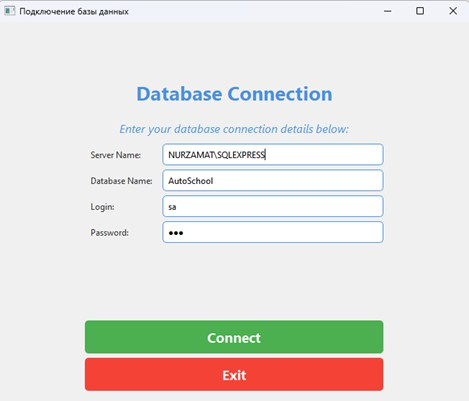 Подключение базы данных
Database Connection
Enter your database connection details below:
Server Name: NURZAMAT\SQLEXPRESS
Database Name: AutoSchool
Login: sa
Password: ●●●
Connect
Exit